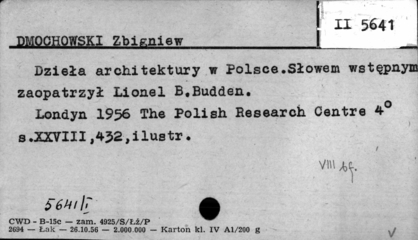 II 5641
DMOCHOWSKI Zbigniew
Dzieła architektury w Polsce.Słowem wstępnym
zaopatrzył Lionel B.Budden.
Londyn 1956 The Polish Research Centre 4°
s.XXVIII,432,ilustr.
VIII bf.
5641/I
CWD - B-15c — zam. 4925/S/Łż/P
2694 — Łak — 26.10.56 — 2.000.000 — Karton kl. IV A1/200 g
V